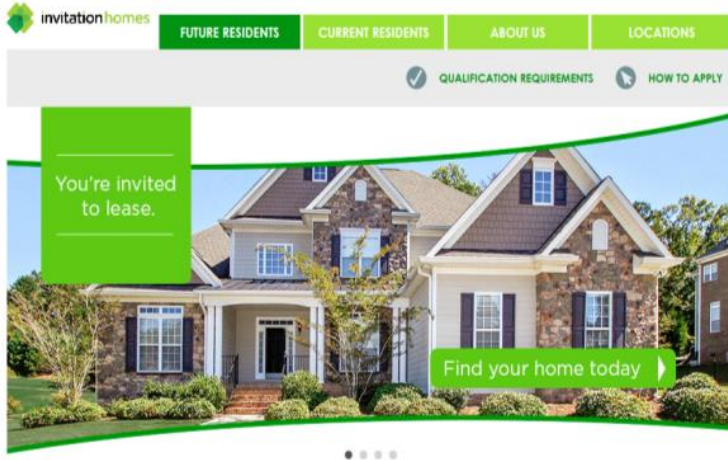 invitationhomes
FUTURE RESIDENTS
CURRENT RESIDENTS
ABOUT US
LOCATIONS
QUALIFICATION REQUIREMENTS
HOW TO APPLY
You're invited
to lease.
Find your home today